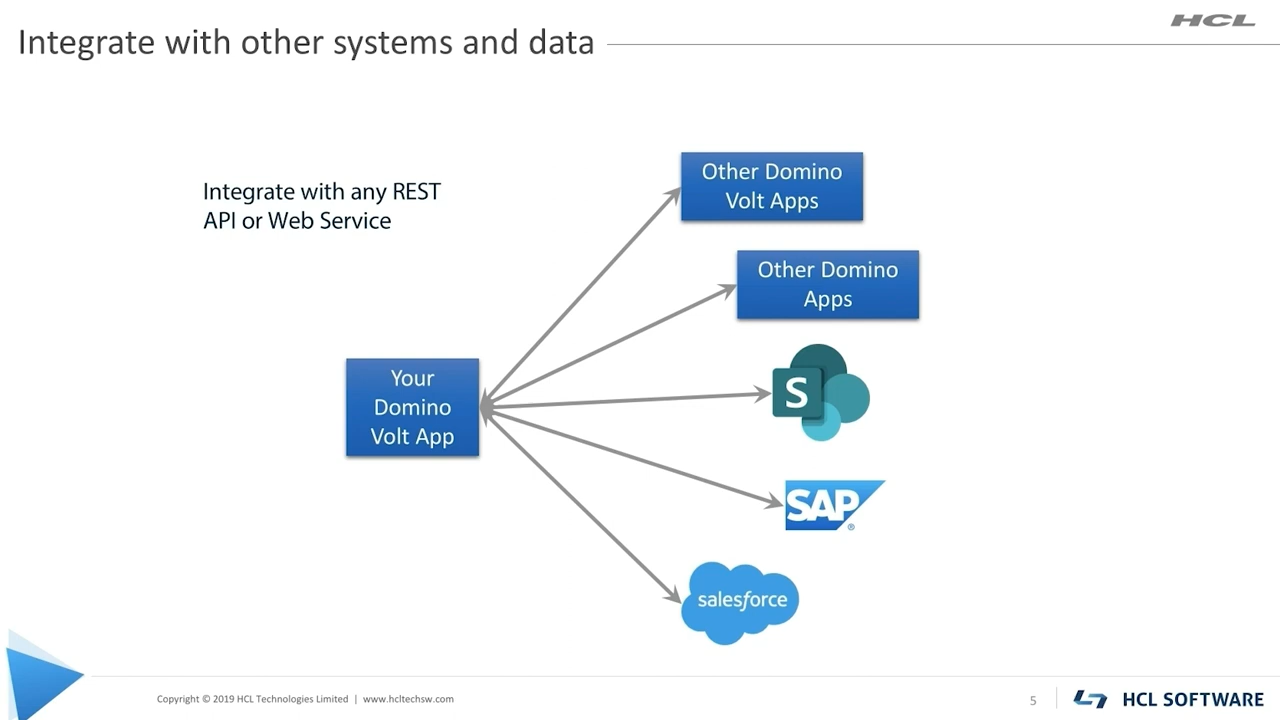 HCL
Integrate with other systems and data
Integrate with any REST
API or Web Service
Other Domino
Volt Apps
Other Domino
Apps
Your
Domino
Volt App
S
SAP®
salesforce
Copyright © 2019 HCL Technologies Limited | www.hcltechsw.com
5
HCL SOFTWARE